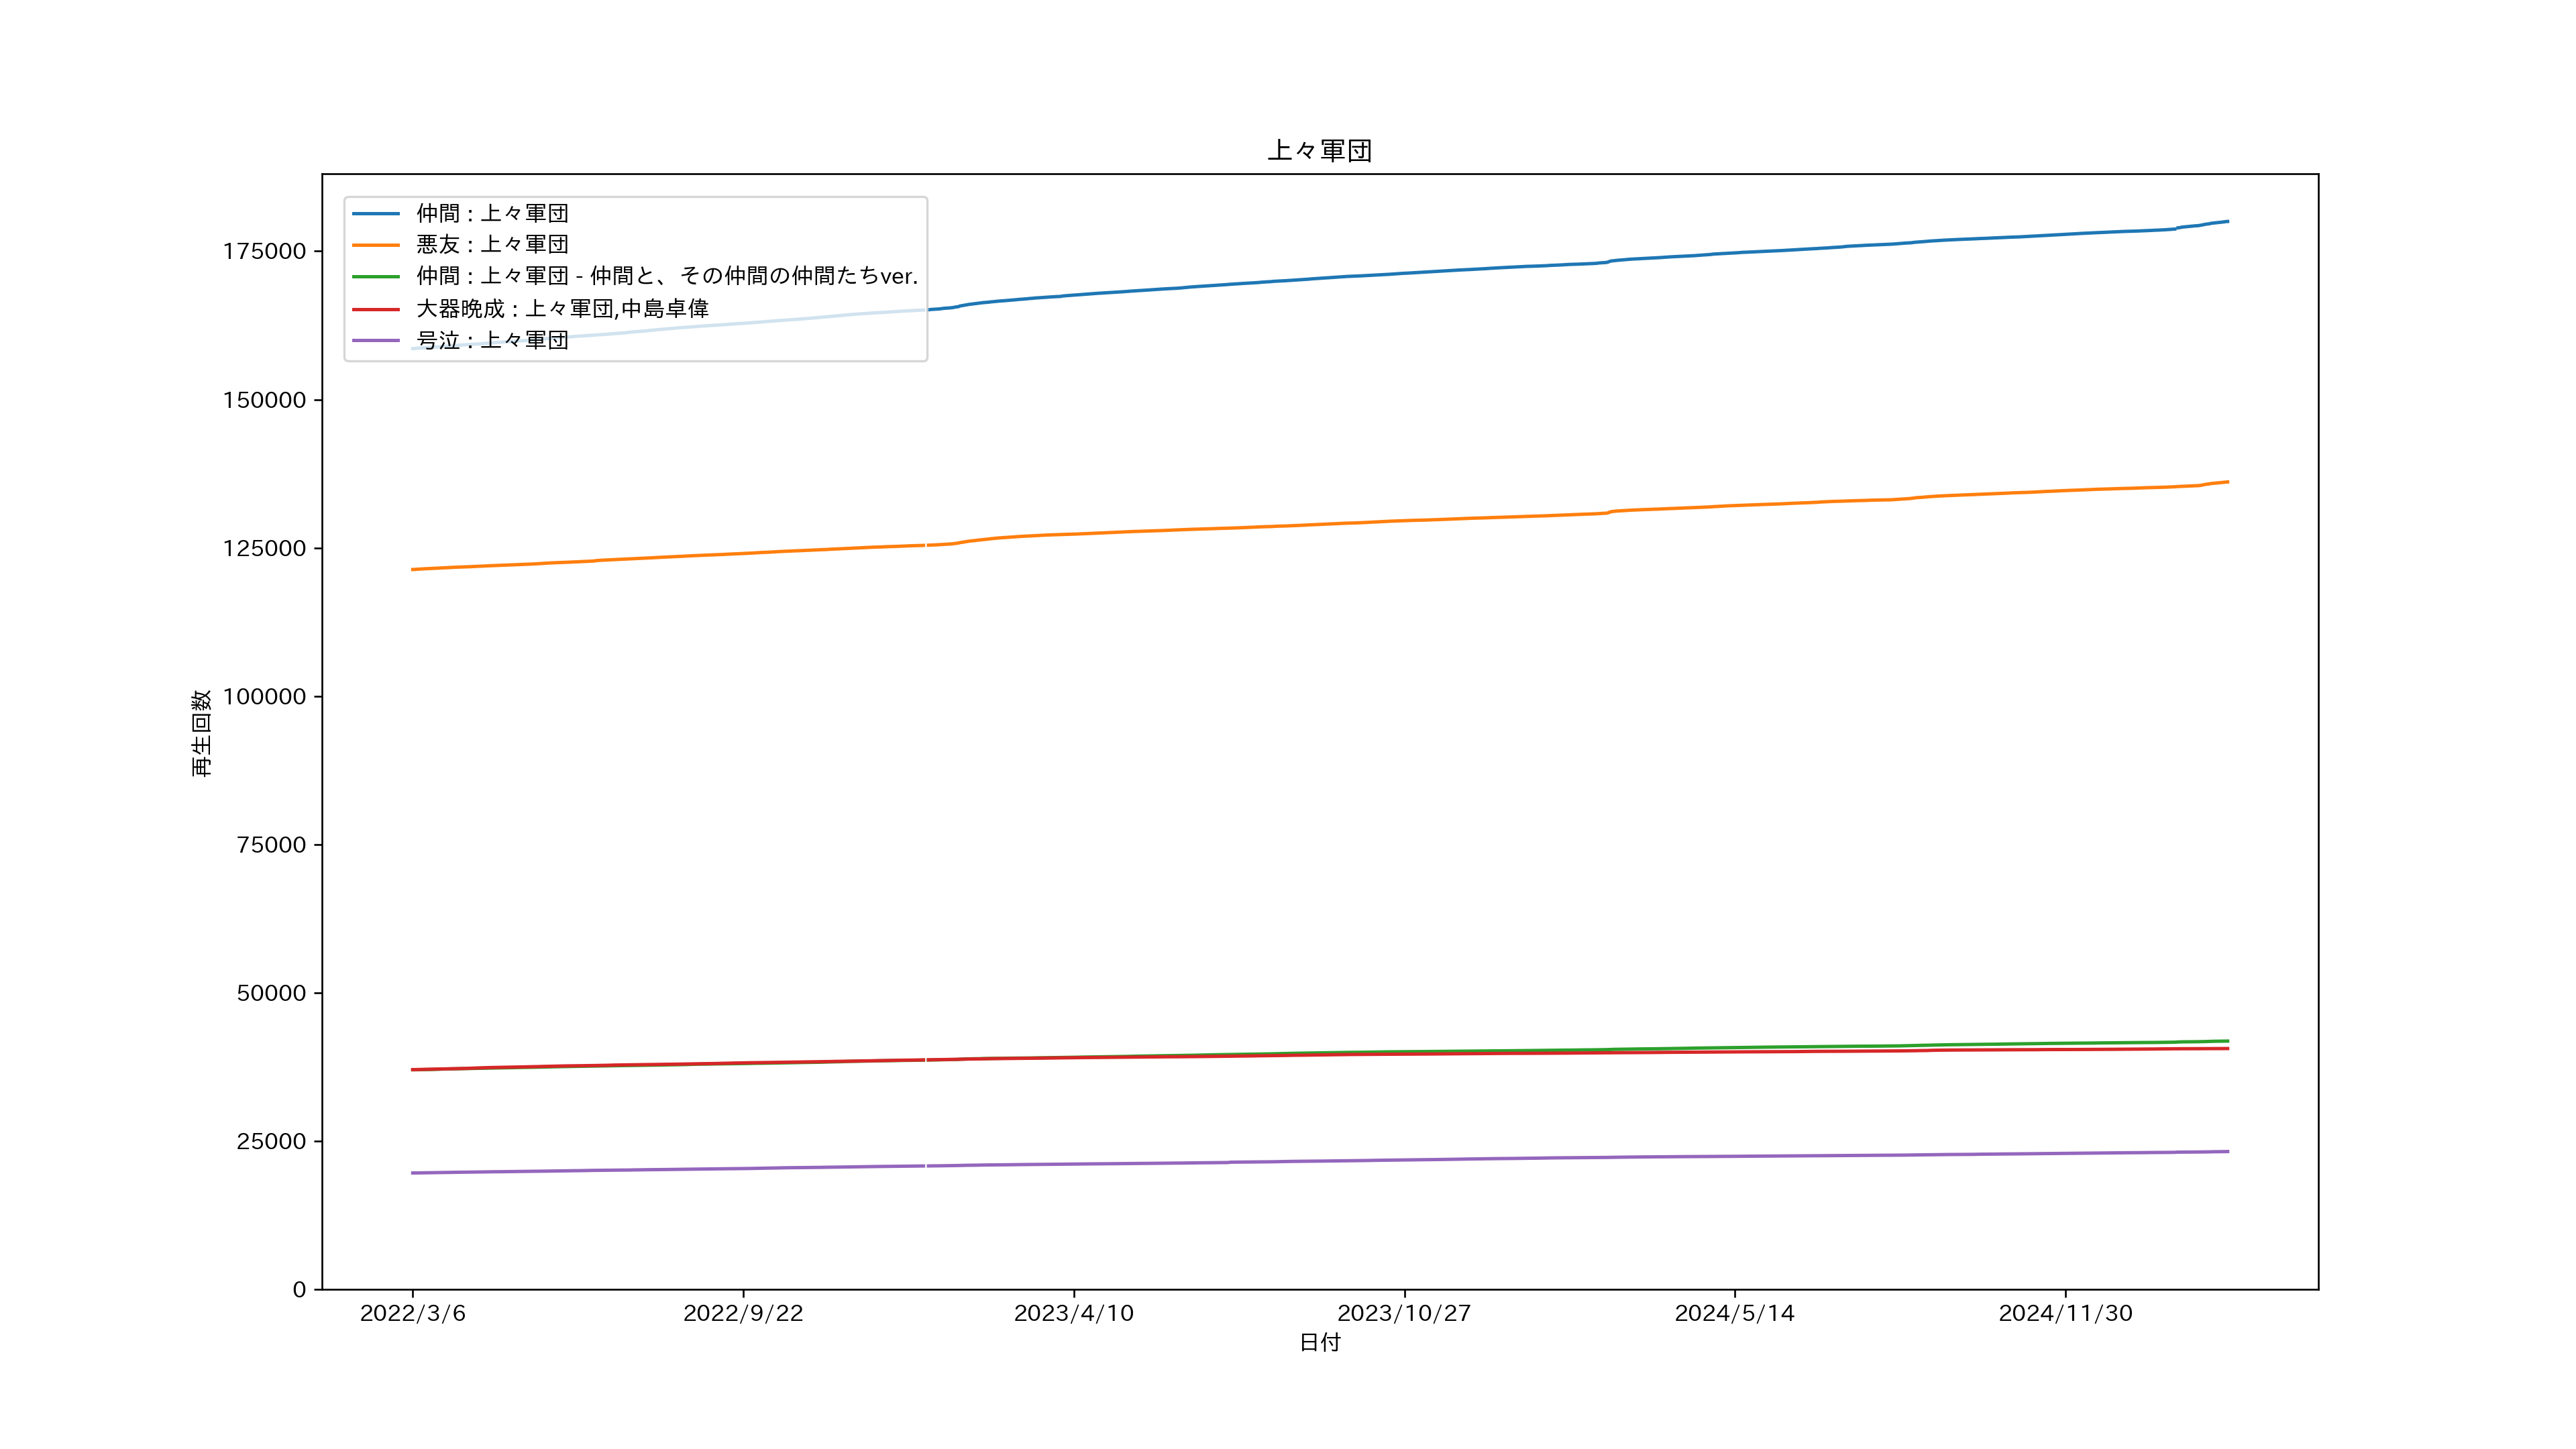 上々軍団
仲間 : 上々軍団
悪友 : 上々軍団
仲間 : 上々軍団 - 仲間と、その仲間の仲間たちver.
大器晩成 : 上々軍団,中島卓偉
号泣 : 上々軍団
175000
150000
125000
100000
75000
50000
25000
0
再生回数
2022/3/6
2022/9/22
2023/4/10
2023/10/27
2024/5/14
2024/11/30
日付